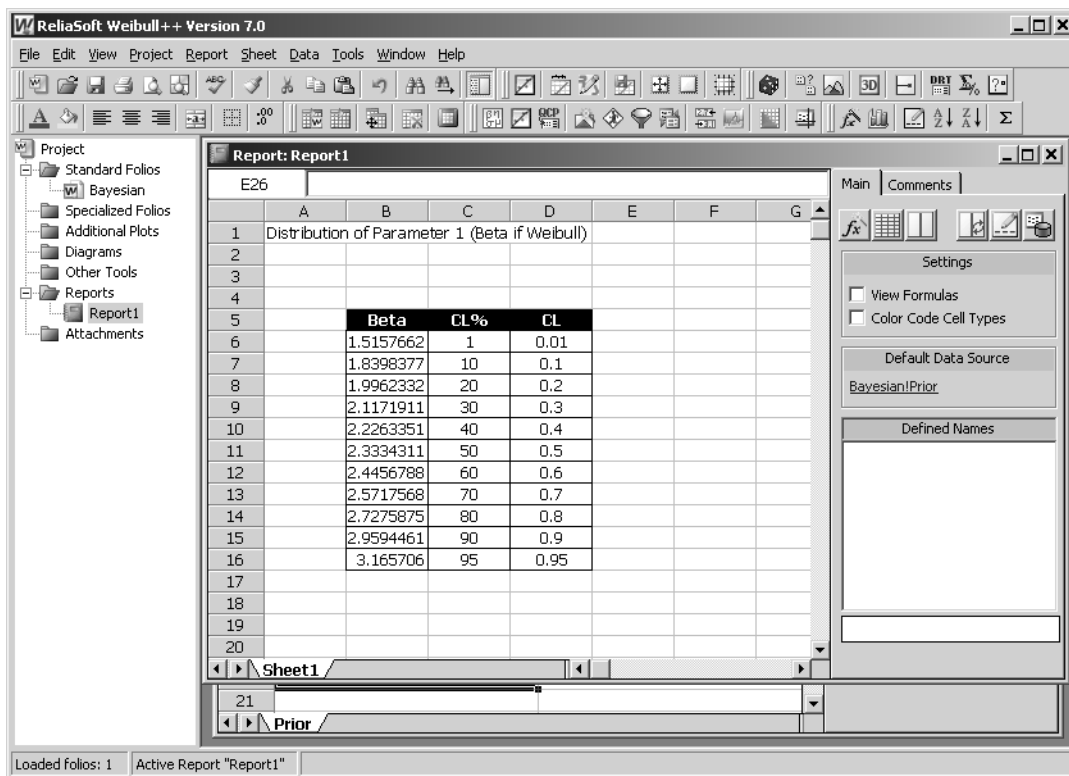 ReliaSoft Weibull++ Version 7.0
File Edit View Project Report Sheet Data Tools Window Help
Project
Standard Folios
Bayesian
Specialized Folios
Additional Plots
Diagrams
Other Tools
Reports
Report1
Attachments
Report: Report1
E26
A B C D E F G
1 Distribution of Parameter 1 (Beta if Weibull)
2
3
4
5 Beta CL% CL
6 1.5157662 1 0.01
7 1.8398377 10 0.1
8 1.9962332 20 0.2
9 2.1171911 30 0.3
10 2.2263351 40 0.4
11 2.3334311 50 0.5
12 2.4456788 60 0.6
13 2.5717568 70 0.7
14 2.7275875 80 0.8
15 2.9594461 90 0.9
16 3.165706 95 0.95
17
18
19
20
Sheet1
21
Prior
Main Comments
Settings
View Formulas
Color Code Cell Types
Default Data Source
Bayesian!Prior
Defined Names
Loaded folios: 1 Active Report "Report1"